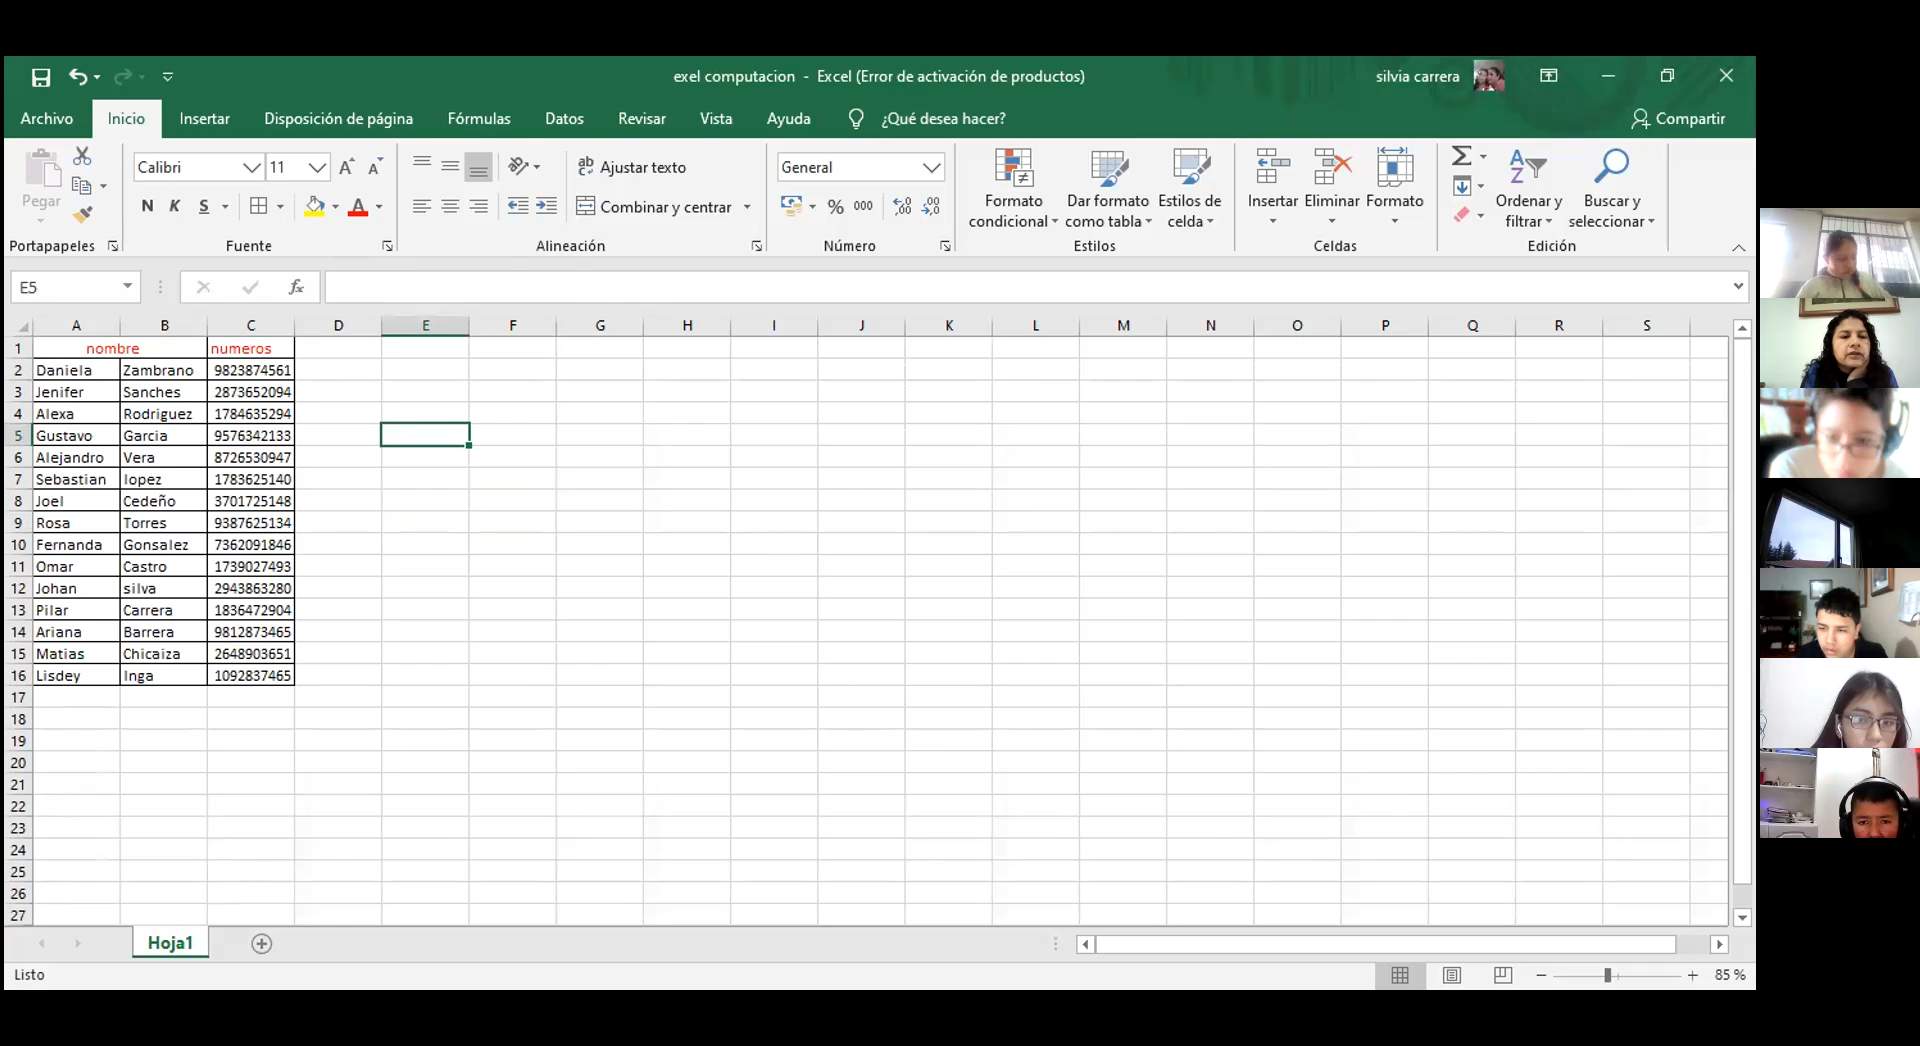 exel computacion - Excel (Error de activación de productos)
silvia carrera
Archivo Inicio Insertar Disposición de página Fórmulas Datos Revisar Vista Ayuda ¿Qué desea hacer? Compartir
Calibri 11 ab Ajustar texto General
Pegar N K S Combinar y centrar % 000
Formato condicional Dar formato como tabla Estilos de celda Insertar Eliminar Formato Ordenar y filtrar Buscar y seleccionar
Portapapeles Fuente Alineación Número Estilos Celdas Edición
E5 fx
A B C D E F G H I J K L M N O P Q R S
1 nombre numeros
2 Daniela Zambrano 9823874561
3 Jenifer Sanches 2873652094
4 Alexa Rodriguez 1784635294
5 Gustavo Garcia 9576342133
6 Alejandro Vera 8726530947
7 Sebastian lopez 1783625140
8 Joel Cedeño 3701725148
9 Rosa Torres 9387625134
10 Fernanda Gonsalez 7362091846
11 Omar Castro 1739027493
12 Johan silva 2943863280
13 Pilar Carrera 1836472904
14 Ariana Barrera 9812873465
15 Matias Chicaiza 2648903651
16 Lisdey Inga 1092837465
17
18
19
20
21
22
23
24
25
26
27
Hoja1
Listo 85 %